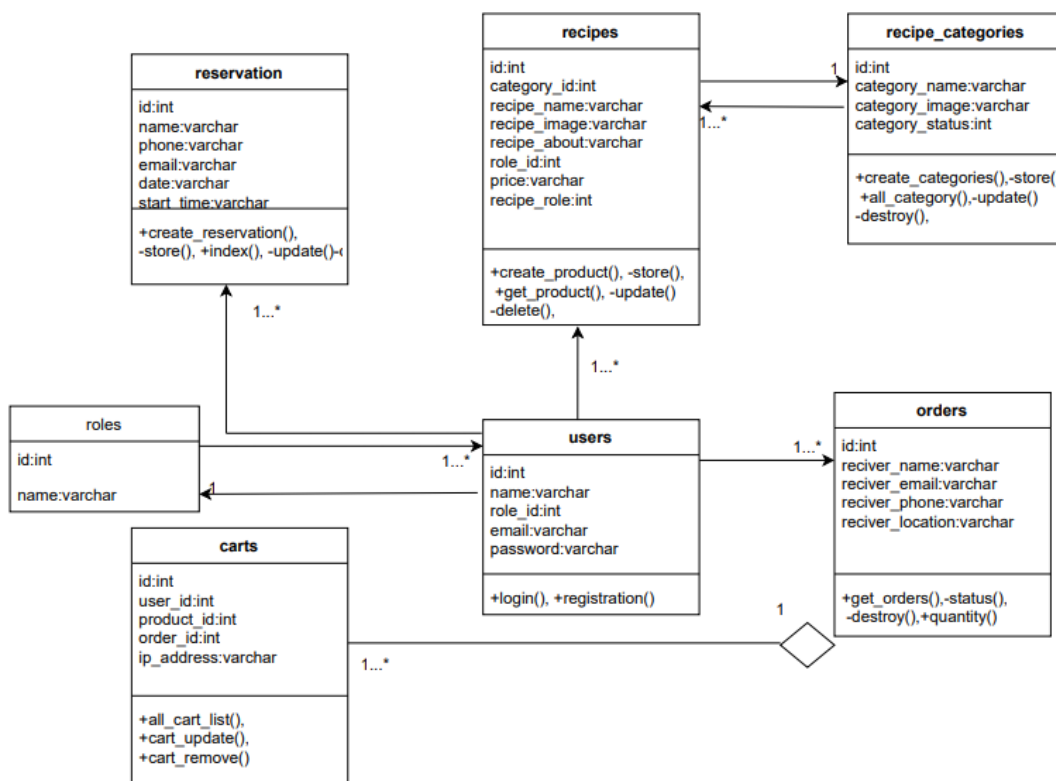 reservation
id:int
name:varchar
phone:varchar
email:varchar
date:varchar
start_time:varchar
+create_reservation(),
-store(), +index(), -update()-
recipes
id:int
category_id:int
recipe_name:varchar
recipe_image:varchar
recipe_about:varchar
role_id:int
price:varchar
recipe_role:int
+create_product(), -store(),
+get_product(), -update()
-delete(),
recipe_categories
id:int
category_name:varchar
category_image:varchar
category_status:int
+create_categories(),-store(
+all_category(),-update()
-destroy(),
1
1...*
1...*
1...*
roles
id:int
name:varchar
1...*
1
users
id:int
name:varchar
role_id:int
email:varchar
password:varchar
+login(), +registration()
1...*
orders
id:int
reciver_name:varchar
reciver_email:varchar
reciver_phone:varchar
reciver_location:varchar
+get_orders(),-status(),
-destroy(),+quantity()
carts
id:int
user_id:int
product_id:int
order_id:int
ip_address:varchar
+all_cart_list(),
+cart_update(),
+cart_remove()
1...*
1